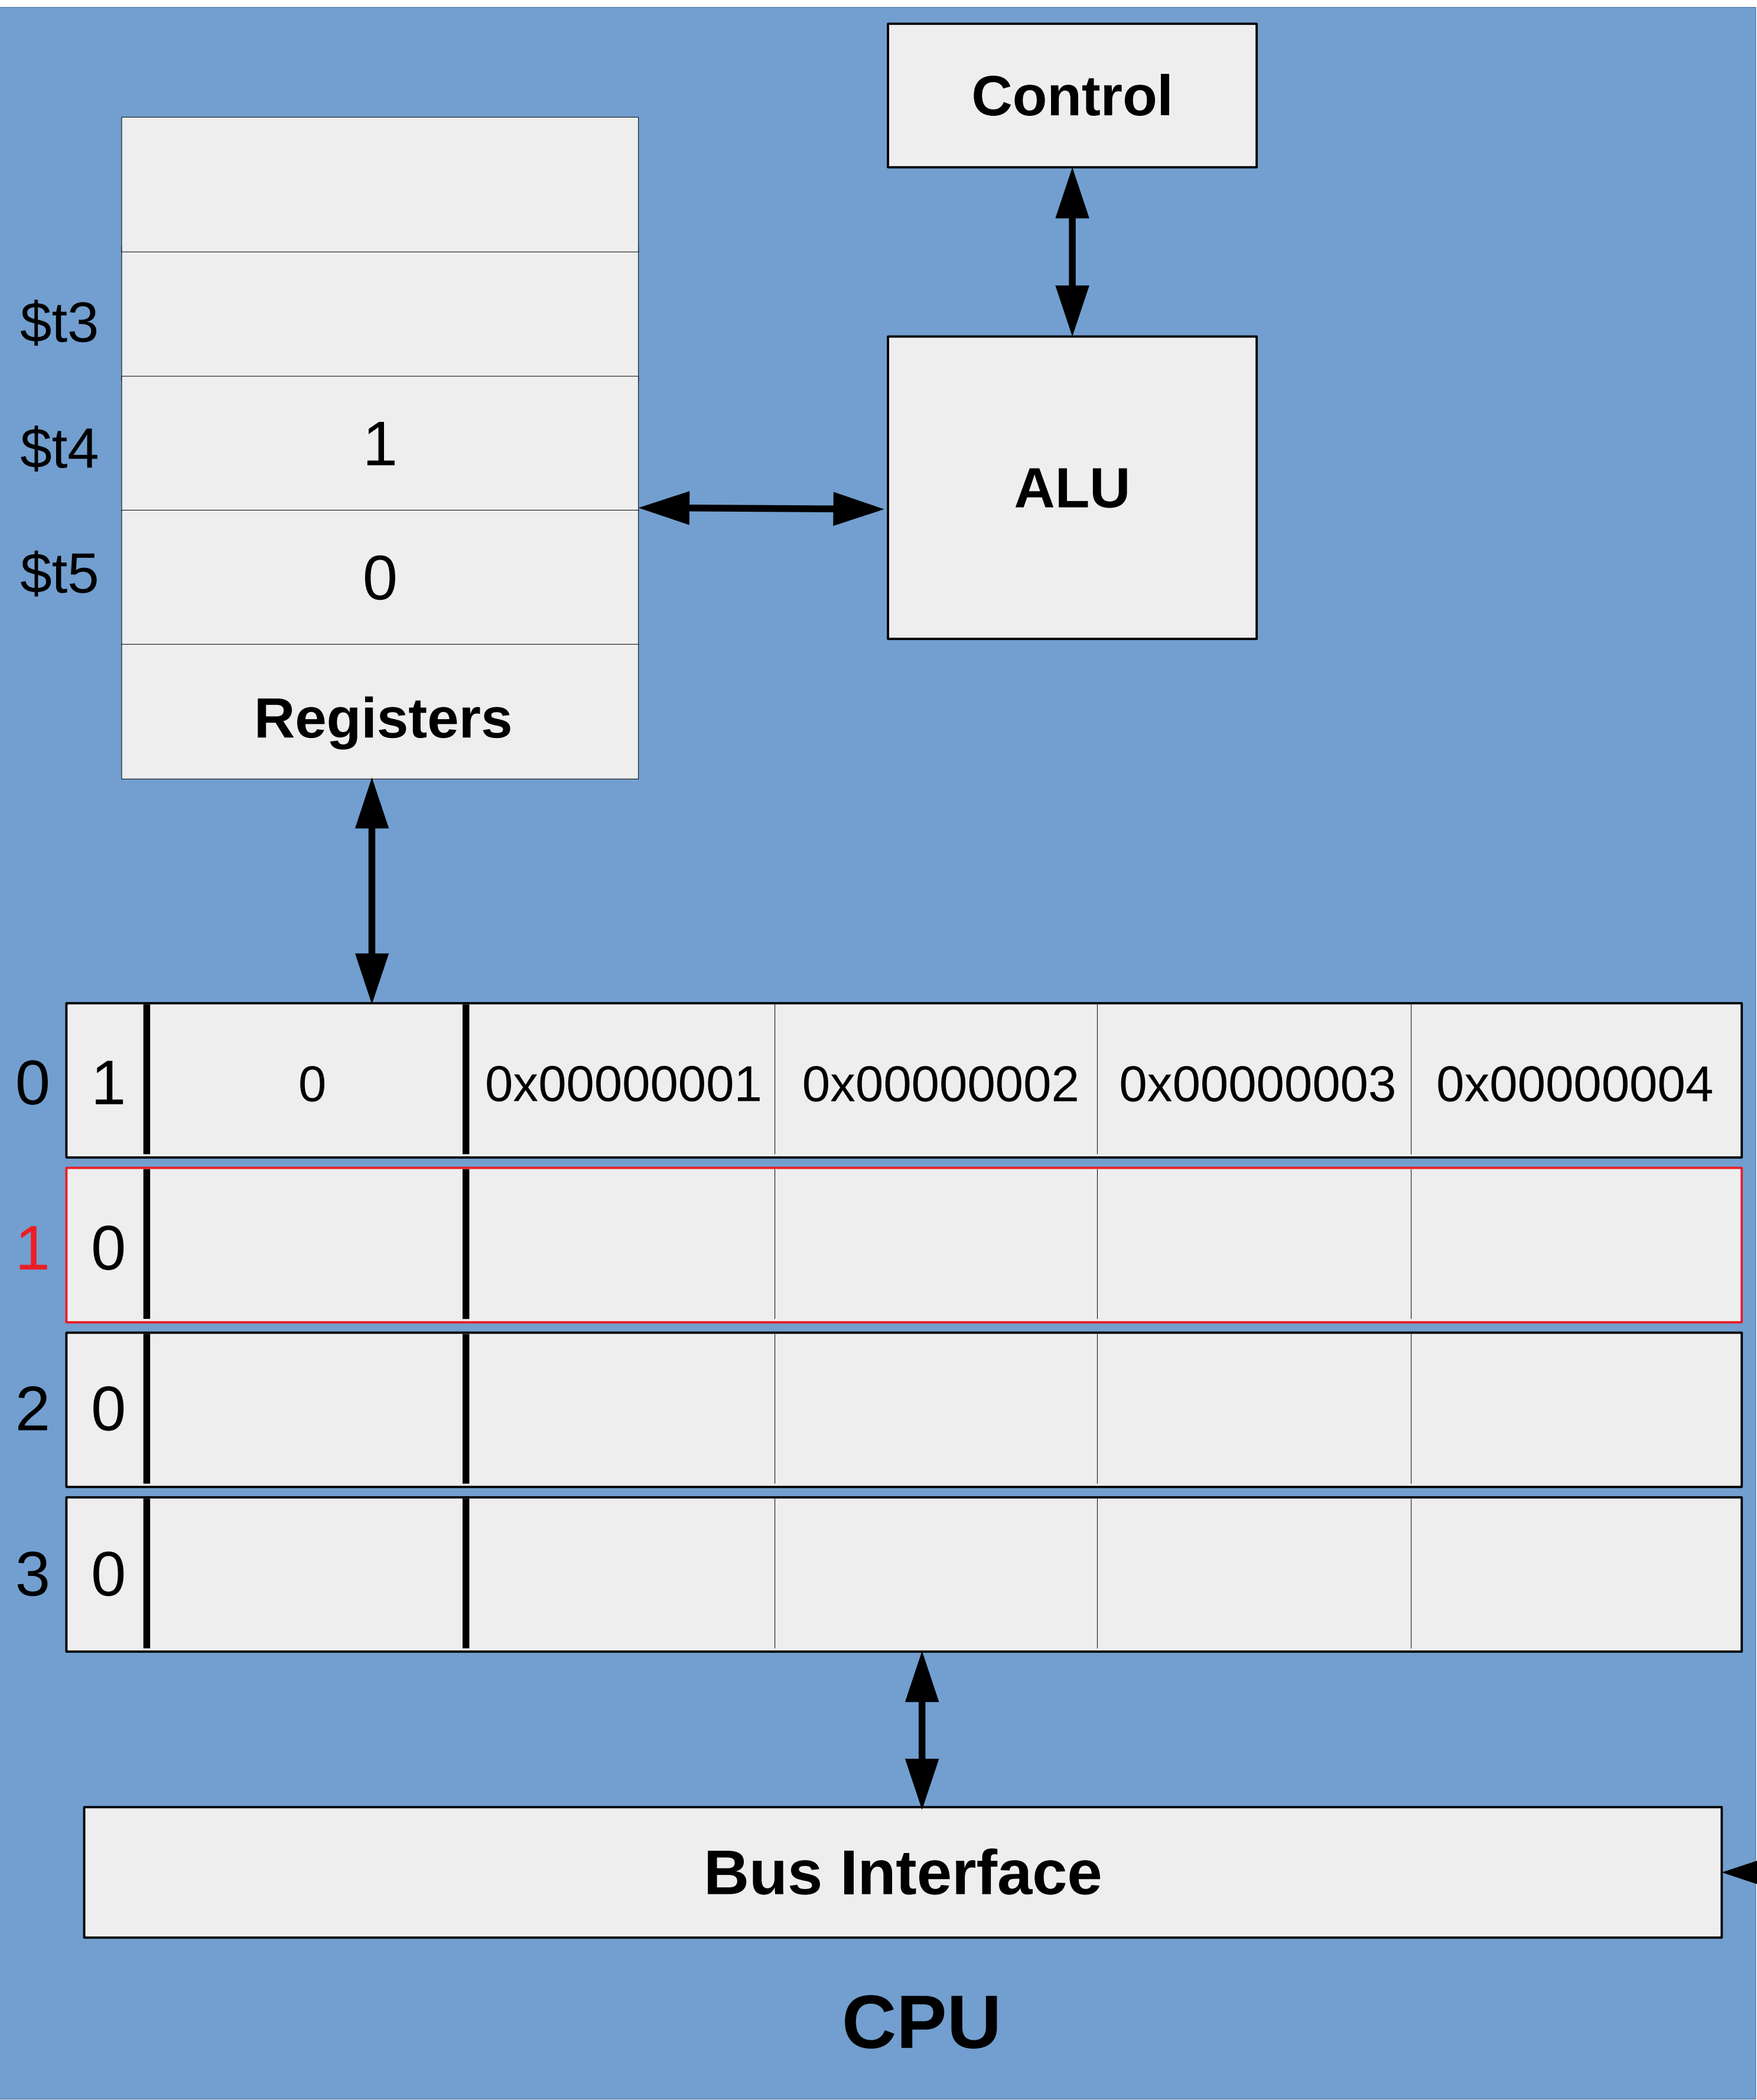 Control
$t3
$t4 1
ALU
$t5 0
Registers
0 1 0 0x00000001 0x00000002 0x00000003 0x00000004
1 0
2 0
3 0
Bus Interface
CPU